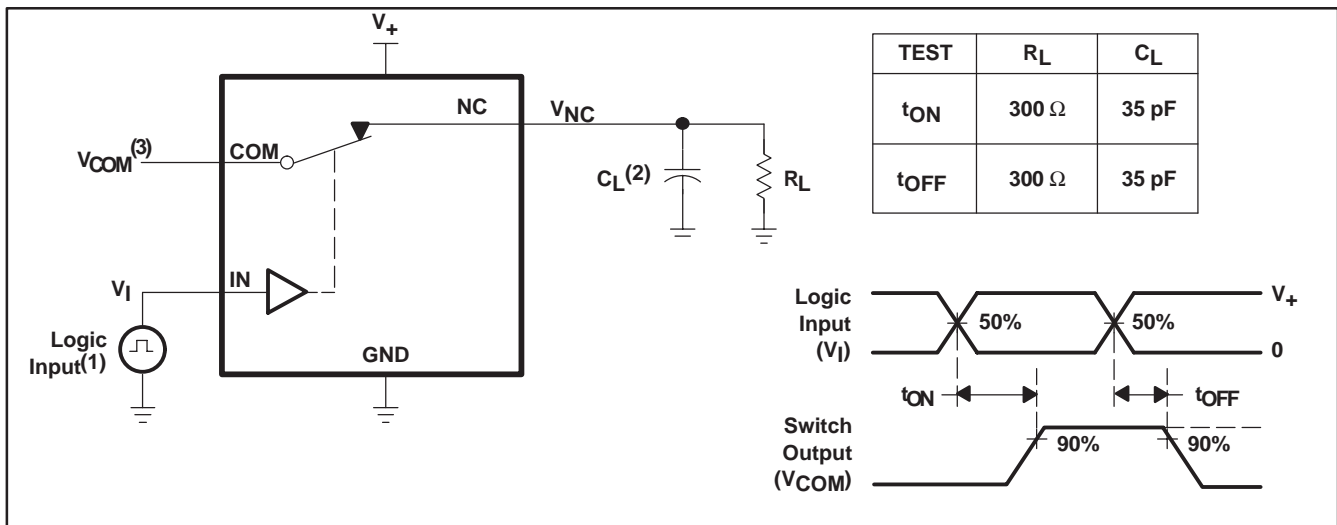 V+
NC
VNC
COM
VCOM(3)
CL(2)
RL
IN
VI
Logic
Input(1)
GND
TEST RL CL
tON 300 Ω 35 pF
tOFF 300 Ω 35 pF
Logic
Input
(VI)
50%
50%
V+
0
tON
tOFF
Switch
Output
(VCOM)
90%
90%